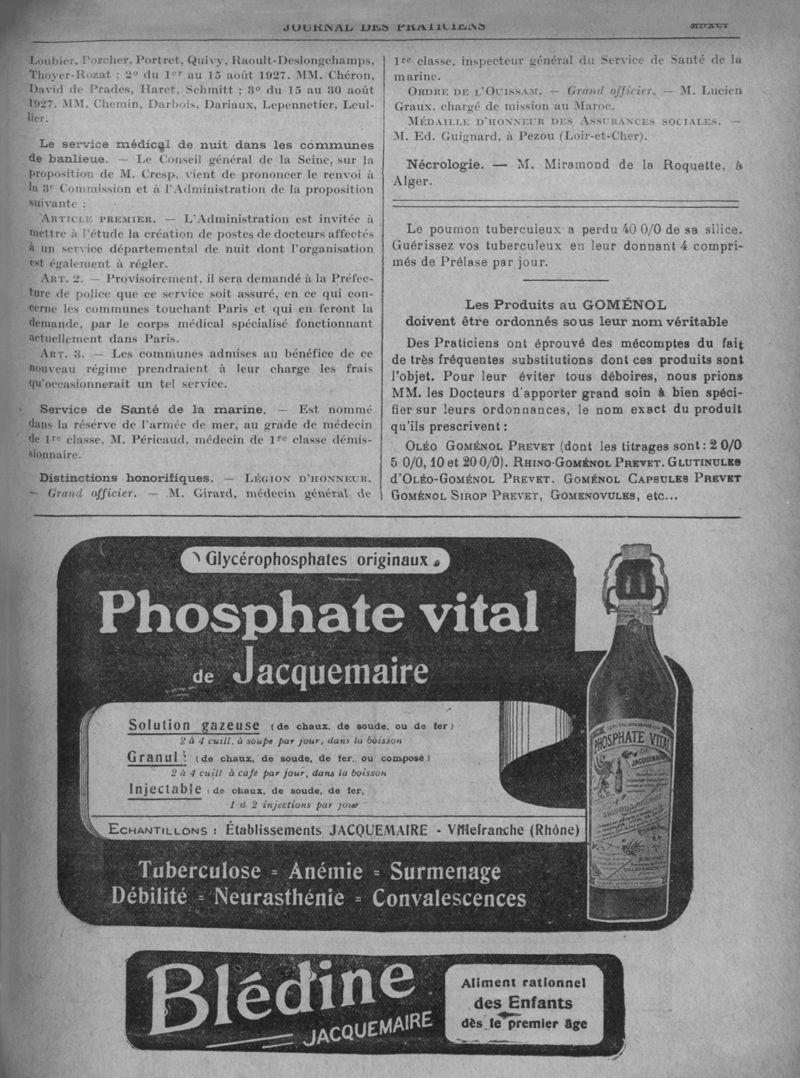 JOURNAL DES PRATICIENS
Loubier, Porcher, Portret, Quivy, Raoult-Deslongchamps,
Thoyer-Rozat ; 2º du 1er au 15 août 1927. MM. Chéron,
David de Prades, Haret, Schmitt ; 3º du 15 au 30 août
1927. MM. Chemin, Darbois, Dariaux, Lepennetier, Leul-
lier.
Le service médical de nuit dans les communes
de banlieue. — Le Conseil général de la Seine, sur la
proposition de M. Cresp, vient de prononcer le renvoi à
la 3e Commission et à l'Administration de la proposition
suivante :
ARTICLE PREMIER. — L'Administration est invitée à
mettre à l'étude la création de postes de docteurs affectés
à un service départemental de nuit dont l'organisation
est également à régler.
ART. 2. — Provisoirement, il sera demandé à la Préfec-
ture de police que ce service soit assuré, en ce qui con-
cerne les communes touchant Paris et qui en feront la
demande, par le corps médical spécialisé fonctionnant
actuellement dans Paris.
ART. 3. — Les communes admises au bénéfice de ce
nouveau régime prendraient à leur charge les frais
qu'occasionnerait un tel service.
Service de Santé de la marine. — Est nommé
dans la réserve de l'armée de mer, au grade de médecin
de 1re classe, M. Péricaud, médecin de 1re classe démis-
sionnaire.
Distinctions honorifiques. — LÉGION D'HONNEUR.
— Grand officier. — M. Girard, médecin général de
1re classe, inspecteur général du Service de Santé de la
marine.
ORDRE DE L'OUISSAM. — Grand officier. — M. Lucien
Graux, chargé de mission au Maroc.
MÉDAILLE D'HONNEUR DES ASSURANCES SOCIALES. —
M. Ed. Guignard, à Pezou (Loir-et-Cher).
Nécrologie. — M. Miramond de la Roquette, à
Alger.
Le poumon tuberculeux a perdu 40 0/0 de sa silice.
Guérissez vos tuberculeux en leur donnant 4 compri-
més de Prélase par jour.
Les Produits au GOMÉNOL
doivent être ordonnés sous leur nom véritable
Des Praticiens ont éprouvé des mécomptes du fait
de très fréquentes substitutions dont ces produits sont
l'objet. Pour leur éviter tous déboires, nous prions
MM. les Docteurs d'apporter grand soin à bien spéci-
fier sur leurs ordonnances, le nom exact du produit
qu'ils prescrivent :
OLÉO GOMÉNOL PREVET (dont les titrages sont : 2 0/0
5 0/0, 10 et 20 0/0). RHINO-GOMÉNOL PREVET. GLUTINULES
d'OLÉO-GOMÉNOL PREVET. GOMÉNOL CAPSULES PREVET
GOMÉNOL SIROP PREVET, GOMENOVULES, etc...
Glycérophosphates originaux
Phosphate vital
de Jacquemaire
Solution gazeuse (de chaux, de soude, ou de fer)
2 à 4 cuill. à soupe par jour, dans la boisson
Granulé (de chaux, de soude, de fer, ou composé)
2 à 4 cuill à café par jour, dans la boisson
Injectable (de chaux, de soude, de fer,
1 à 2 injections par jour
ECHANTILLONS : Établissements JACQUEMAIRE - Villefranche (Rhône)
Tuberculose = Anémie = Surmenage
Débilité = Neurasthénie = Convalescences
PHOSPHATE VITAL
JACQUEMAIRE
Blédine
JACQUEMAIRE
Aliment rationnel
des Enfants
dès le premier âge